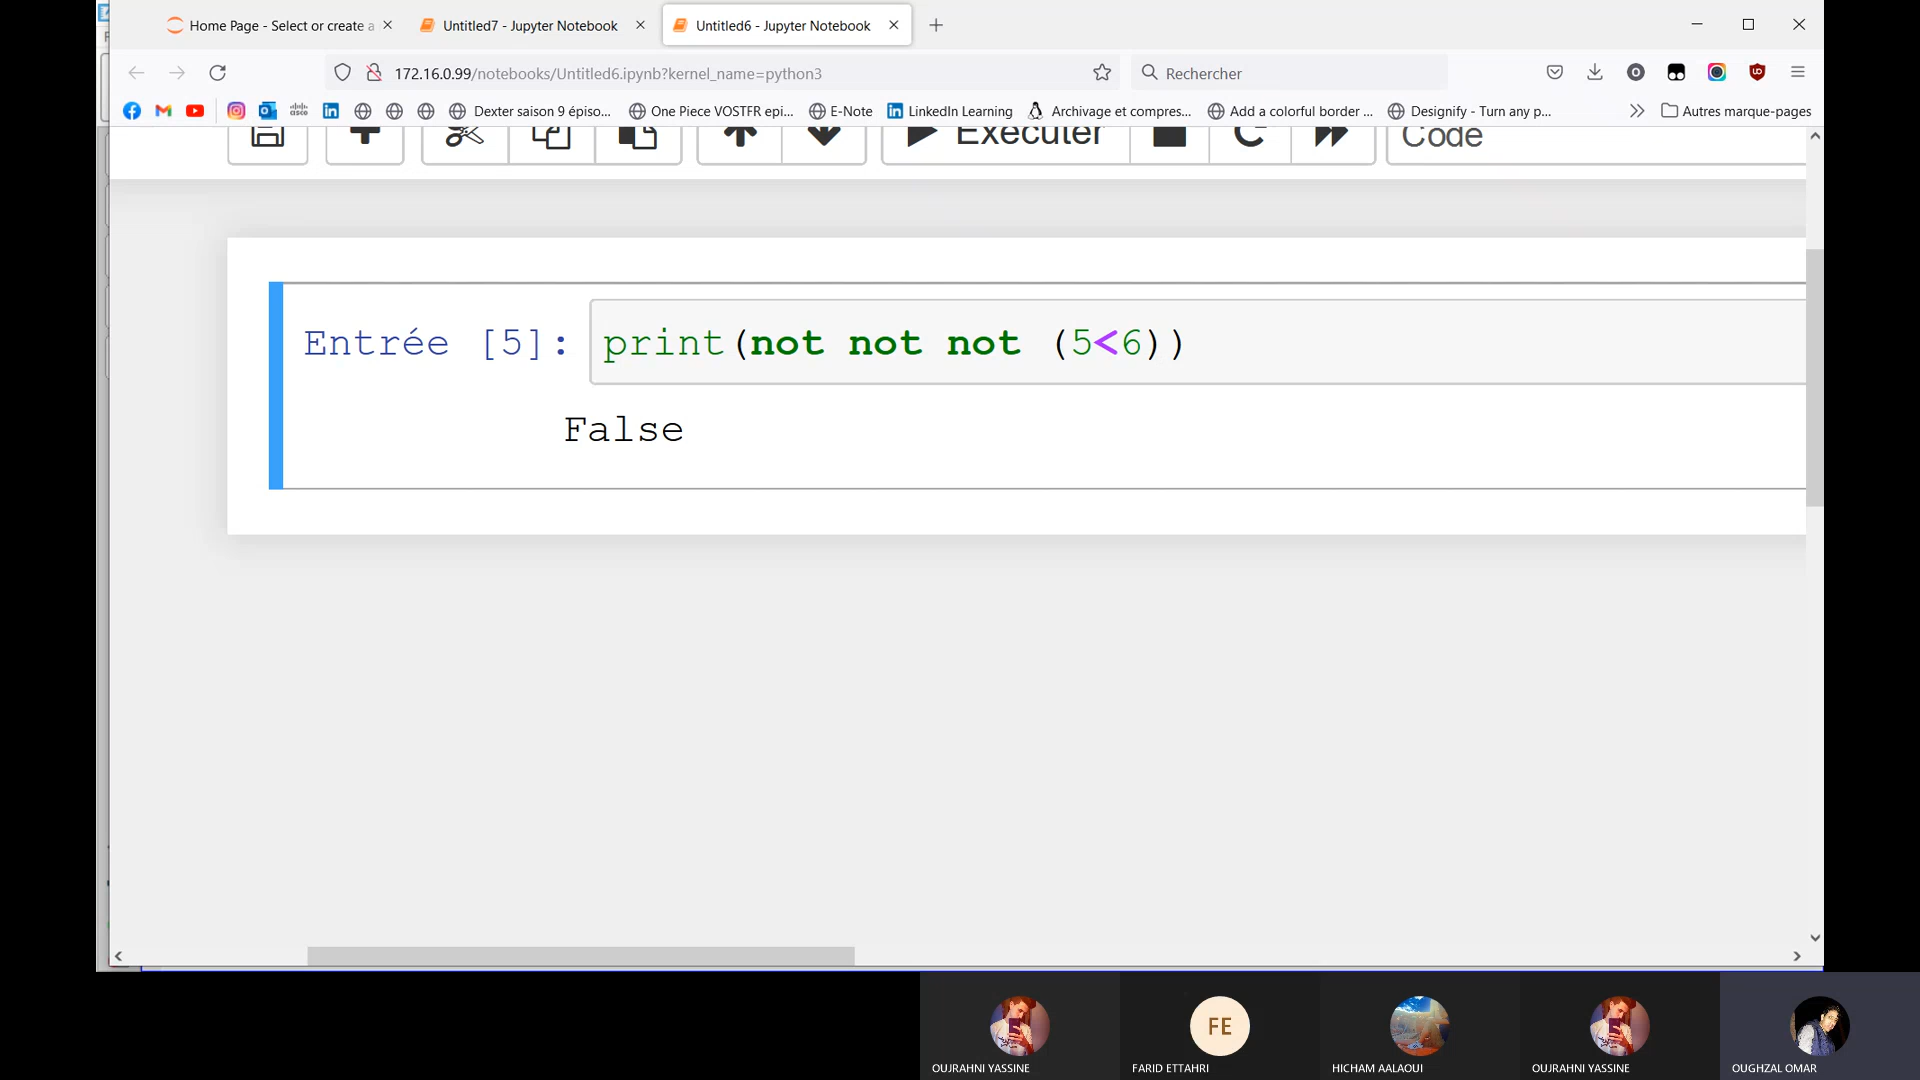 Home Page - Select or create a
Untitled7 - Jupyter Notebook
Untitled6 - Jupyter Notebook
172.16.0.99/notebooks/Untitled6.ipynb?kernel_name=python3
Rechercher
Dexter saison 9 épiso...
One Piece VOSTFR epi...
E-Note
LinkedIn Learning
Archivage et compres...
Add a colorful border ...
Designify - Turn any p...
Autres marque-pages
Exécuter
Code
Entrée [5]: print(not not not (5<6))
False
FE
OUJRAHNI YASSINE
FARID ETTAHRI
HICHAM AALAOUI
OUJRAHNI YASSINE
OUGHZAL OMAR